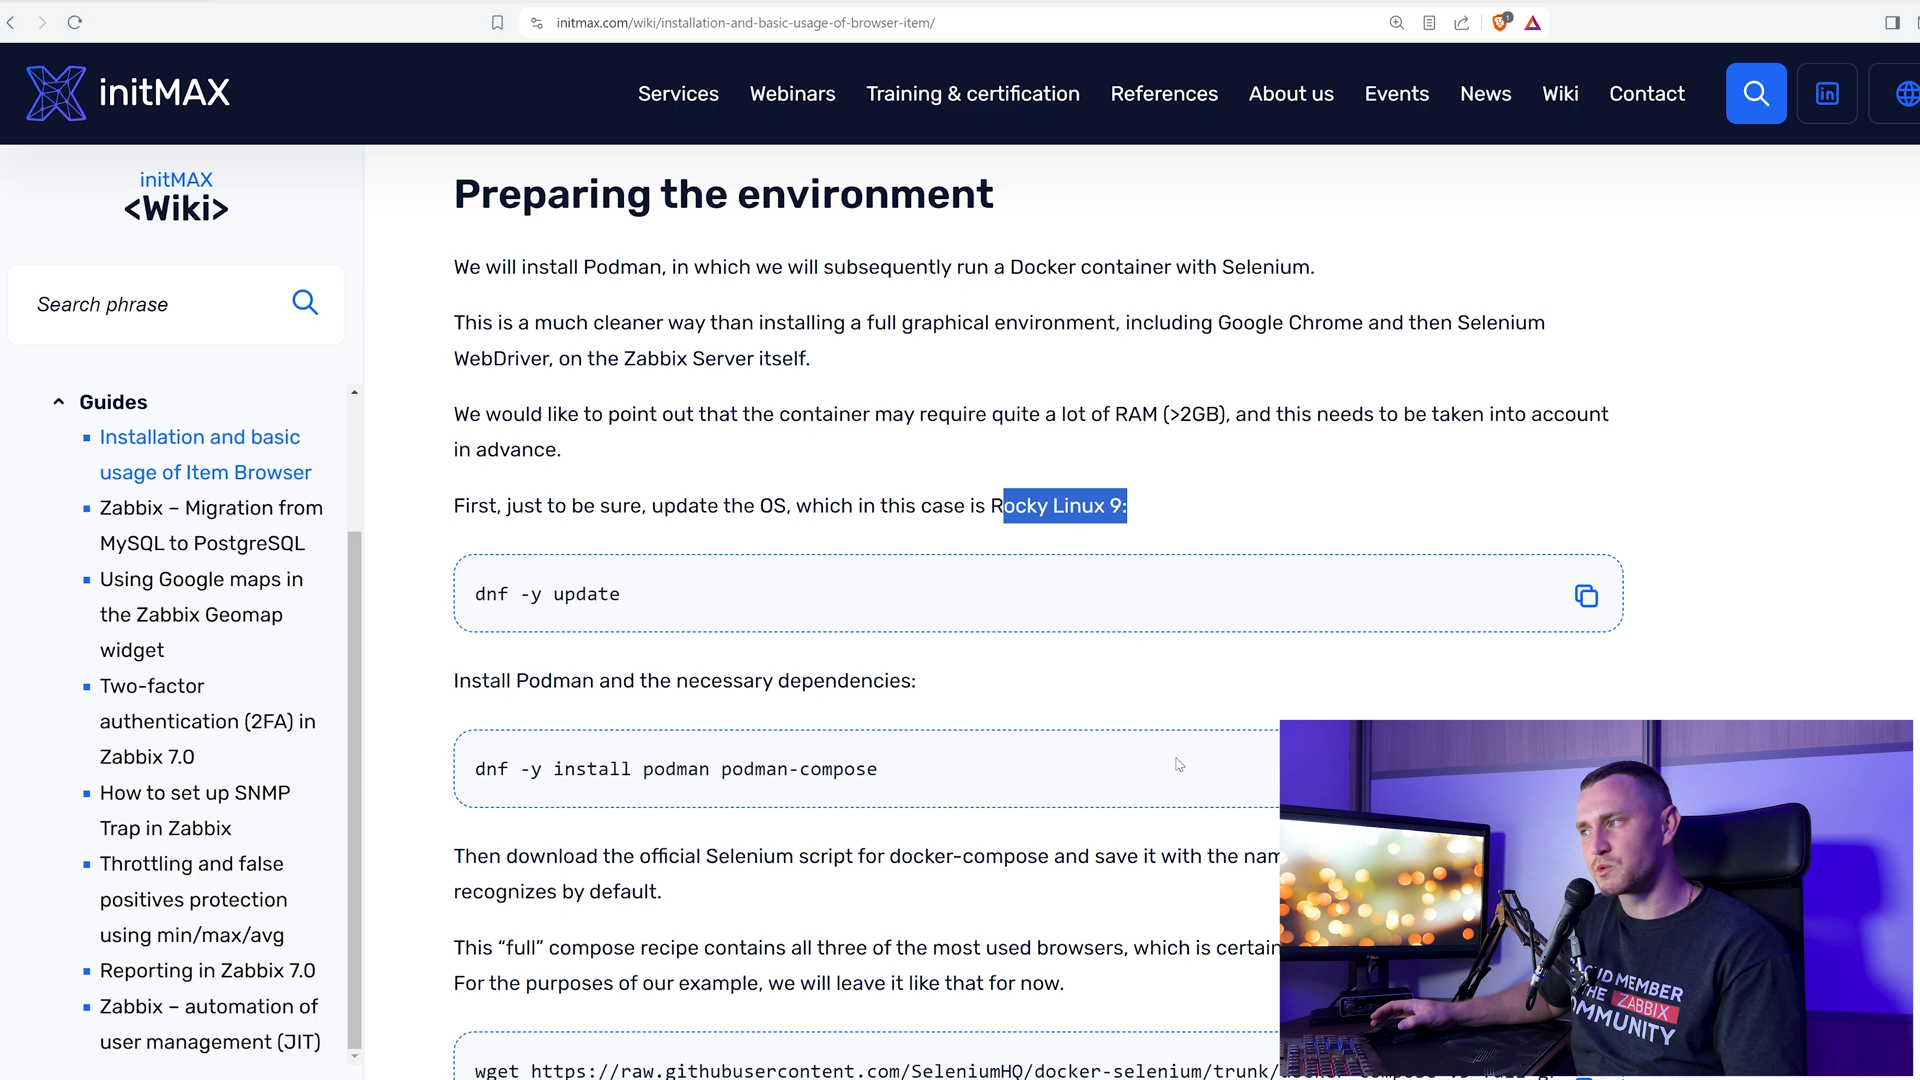 initmax.com/wiki/installation-and-basic-usage-of-browser-item/
1
initMAX
Services
Webinars
Training & certification
References
About us
Events
News
Wiki
Contact
in
initMAX
<Wiki>
Search phrase
Guides
Installation and basic
usage of Item Browser
Zabbix – Migration from
MySQL to PostgreSQL
Using Google maps in
the Zabbix Geomap
widget
Two-factor
authentication (2FA) in
Zabbix 7.0
How to set up SNMP
Trap in Zabbix
Throttling and false
positives protection
using min/max/avg
Reporting in Zabbix 7.0
Zabbix – automation of
user management (JIT)
Preparing the environment
We will install Podman, in which we will subsequently run a Docker container with Selenium.
This is a much cleaner way than installing a full graphical environment, including Google Chrome and then Selenium
WebDriver, on the Zabbix Server itself.
We would like to point out that the container may require quite a lot of RAM (>2GB), and this needs to be taken into account
in advance.
First, just to be sure, update the OS, which in this case is Rocky Linux 9:
dnf -y update
Install Podman and the necessary dependencies:
dnf -y install podman podman-compose
Then download the official Selenium script for docker-compose and save it with the nam
recognizes by default.
This “full” compose recipe contains all three of the most used browsers, which is certain
For the purposes of our example, we will leave it like that for now.
wget https://raw.githubusercontent.com/SeleniumHQ/docker-selenium/trunk/
OUD MEMBER
THE ZABBIX
MMUNITY